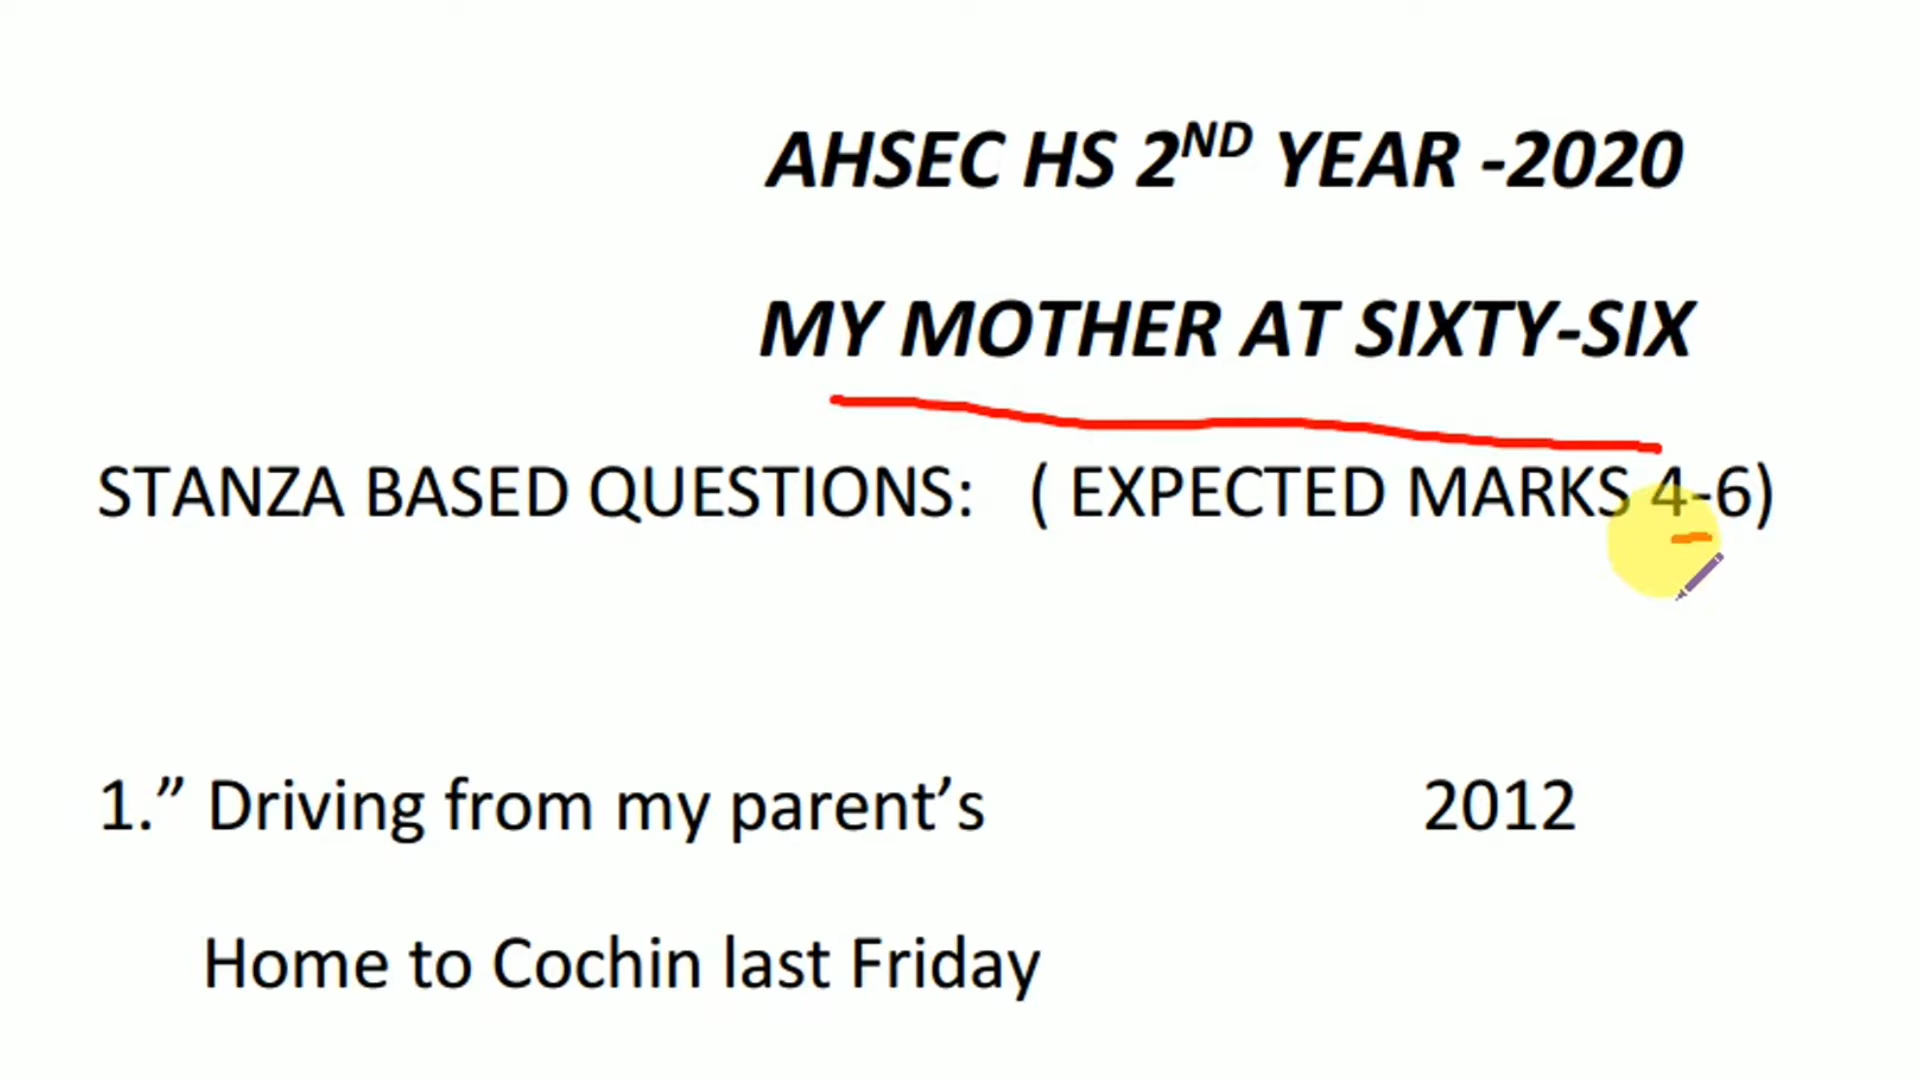 AHSEC HS 2ND YEAR -2020
MY MOTHER AT SIXTY-SIX
STANZA BASED QUESTIONS: ( EXPECTED MARKS 4-6)
1.” Driving from my parent’s 2012
Home to Cochin last Friday